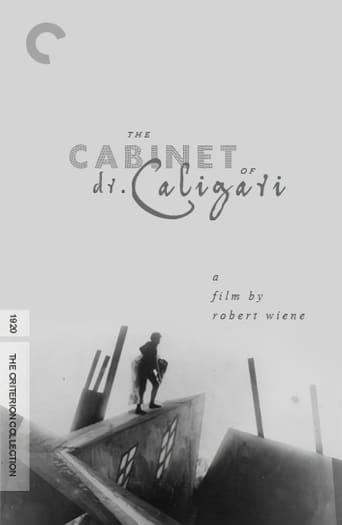 THE
CABINET
OF
dr. Caligari
a
film by
robert wiene
1920
THE CRITERION COLLECTION